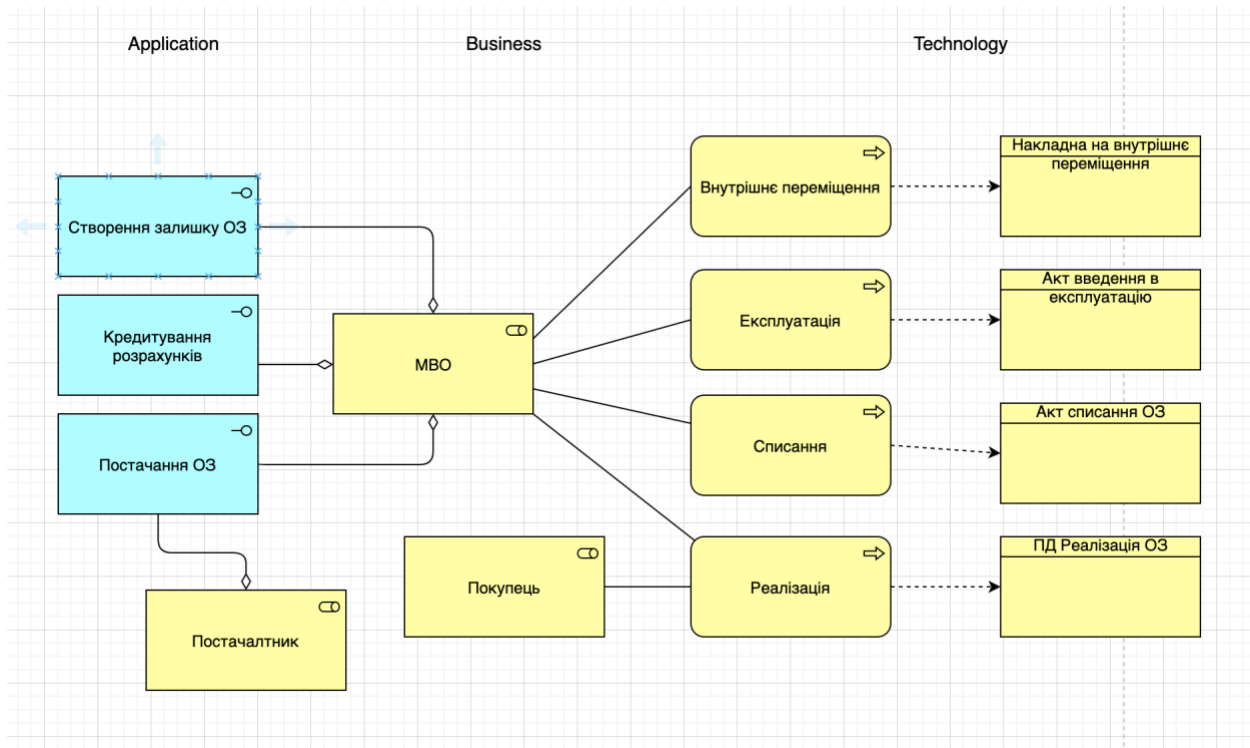 Application
Business
Technology
Створення залишку ОЗ
Кредитування
розрахунків
Постачання ОЗ
Постачалтник
МВО
Покупець
Внутрішнє переміщення
Експлуатація
Списання
Реалізація
Накладна на внутрішнє
переміщення
Акт введення в
експлуатацію
Акт списання ОЗ
ПД Реалізація ОЗ